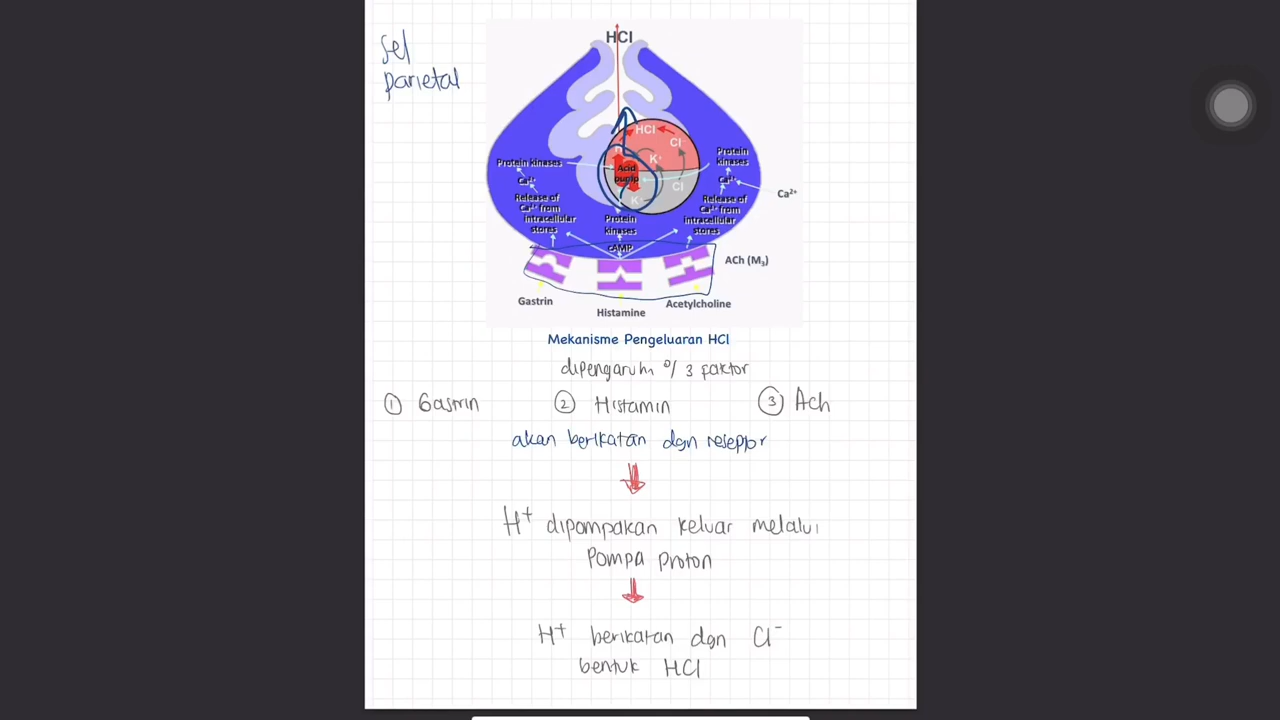 Sel
parietal
HCl
HCl
Cl
K⁺
Acid
pump
Cl
K⁺
Protein kinases
Ca²⁺
Release of
Ca²⁺ from
intracellular
stores
Protein
kinases
cAMP
Protein
kinases
Ca²⁺
Release of
Ca²⁺ from
intracellular
stores
Ca²⁺
ACh (M₃)
Gastrin
Histamine
Acetylcholine
Mekanisme Pengeluaran HCl
dipengaruhi o/ 3 faktor
① Gastrin ② Histamin ③ Ach
akan berikatan dgn reseptor
H⁺ dipompakan keluar melalui
Pompa proton
H⁺ berikatan dgn Cl⁻
bentuk HCl